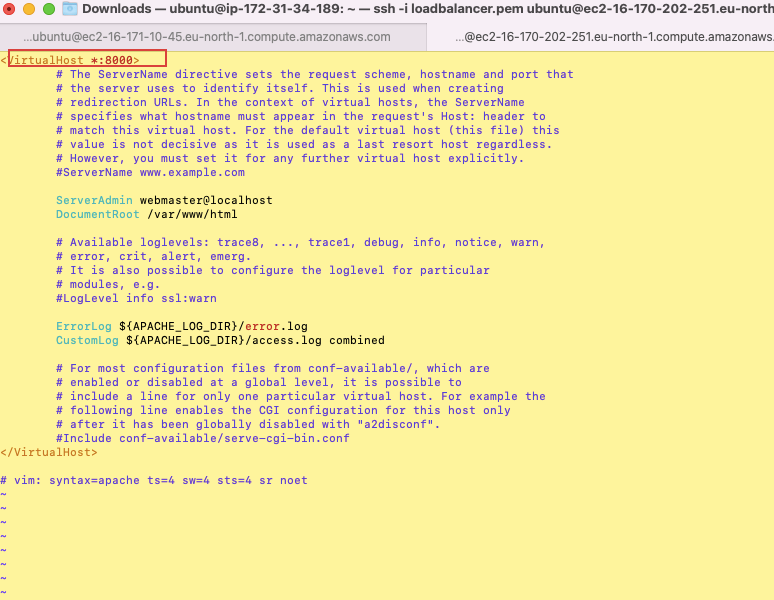 Downloads — ubuntu@ip-172-31-34-189: ~ — ssh -i loadbalancer.pem ubuntu@ec2-16-170-202-251.eu-north
...ubuntu@ec2-16-171-10-45.eu-north-1.compute.amazonaws.com
...@ec2-16-170-202-251.eu-north-1.compute.amazonaws.
<VirtualHost *:8000>
# The ServerName directive sets the request scheme, hostname and port that
# the server uses to identify itself. This is used when creating
# redirection URLs. In the context of virtual hosts, the ServerName
# specifies what hostname must appear in the request's Host: header to
# match this virtual host. For the default virtual host (this file) this
# value is not decisive as it is used as a last resort host regardless.
# However, you must set it for any further virtual host explicitly.
#ServerName www.example.com
ServerAdmin webmaster@localhost
DocumentRoot /var/www/html
# Available loglevels: trace8, ..., trace1, debug, info, notice, warn,
# error, crit, alert, emerg.
# It is also possible to configure the loglevel for particular
# modules, e.g.
#LogLevel info ssl:warn
ErrorLog ${APACHE_LOG_DIR}/error.log
CustomLog ${APACHE_LOG_DIR}/access.log combined
# For most configuration files from conf-available/, which are
# enabled or disabled at a global level, it is possible to
# include a line for only one particular virtual host. For example the
# following line enables the CGI configuration for this host only
# after it has been globally disabled with "a2disconf".
#Include conf-available/serve-cgi-bin.conf
</VirtualHost>
# vim: syntax=apache ts=4 sw=4 sts=4 sr noet
~
~
~
~
~
~
~
~